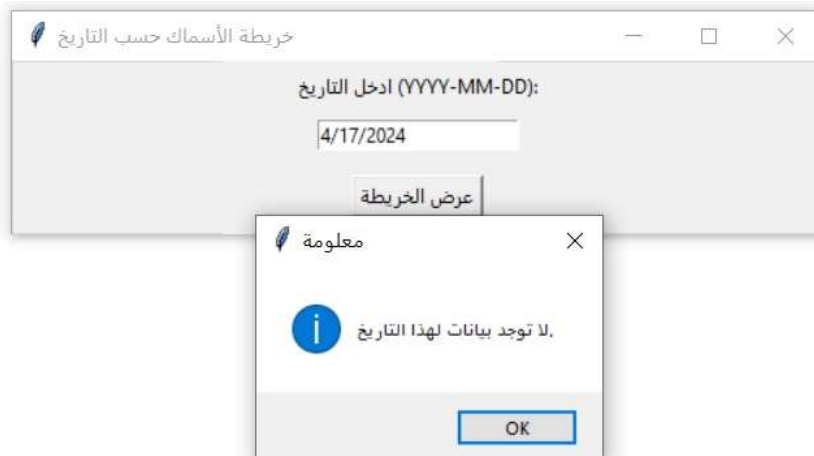 خريطة الأسماك حسب التاريخ
ادخل التاريخ (YYYY-MM-DD):
4/17/2024
عرض الخريطة
معلومة
لا توجد بيانات لهذا التاريخ.
OK